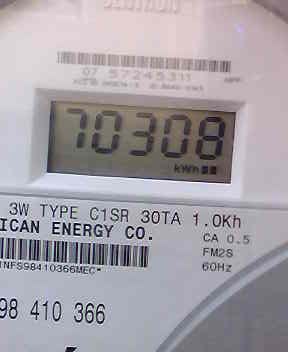 07 57245311
70308
kWh
3W TYPE C1SR 30TA 1.0Kh
ICAN ENERGY CO.
CA 0.5
FM2S
60Hz
INFS98410366MEC*
98 410 366